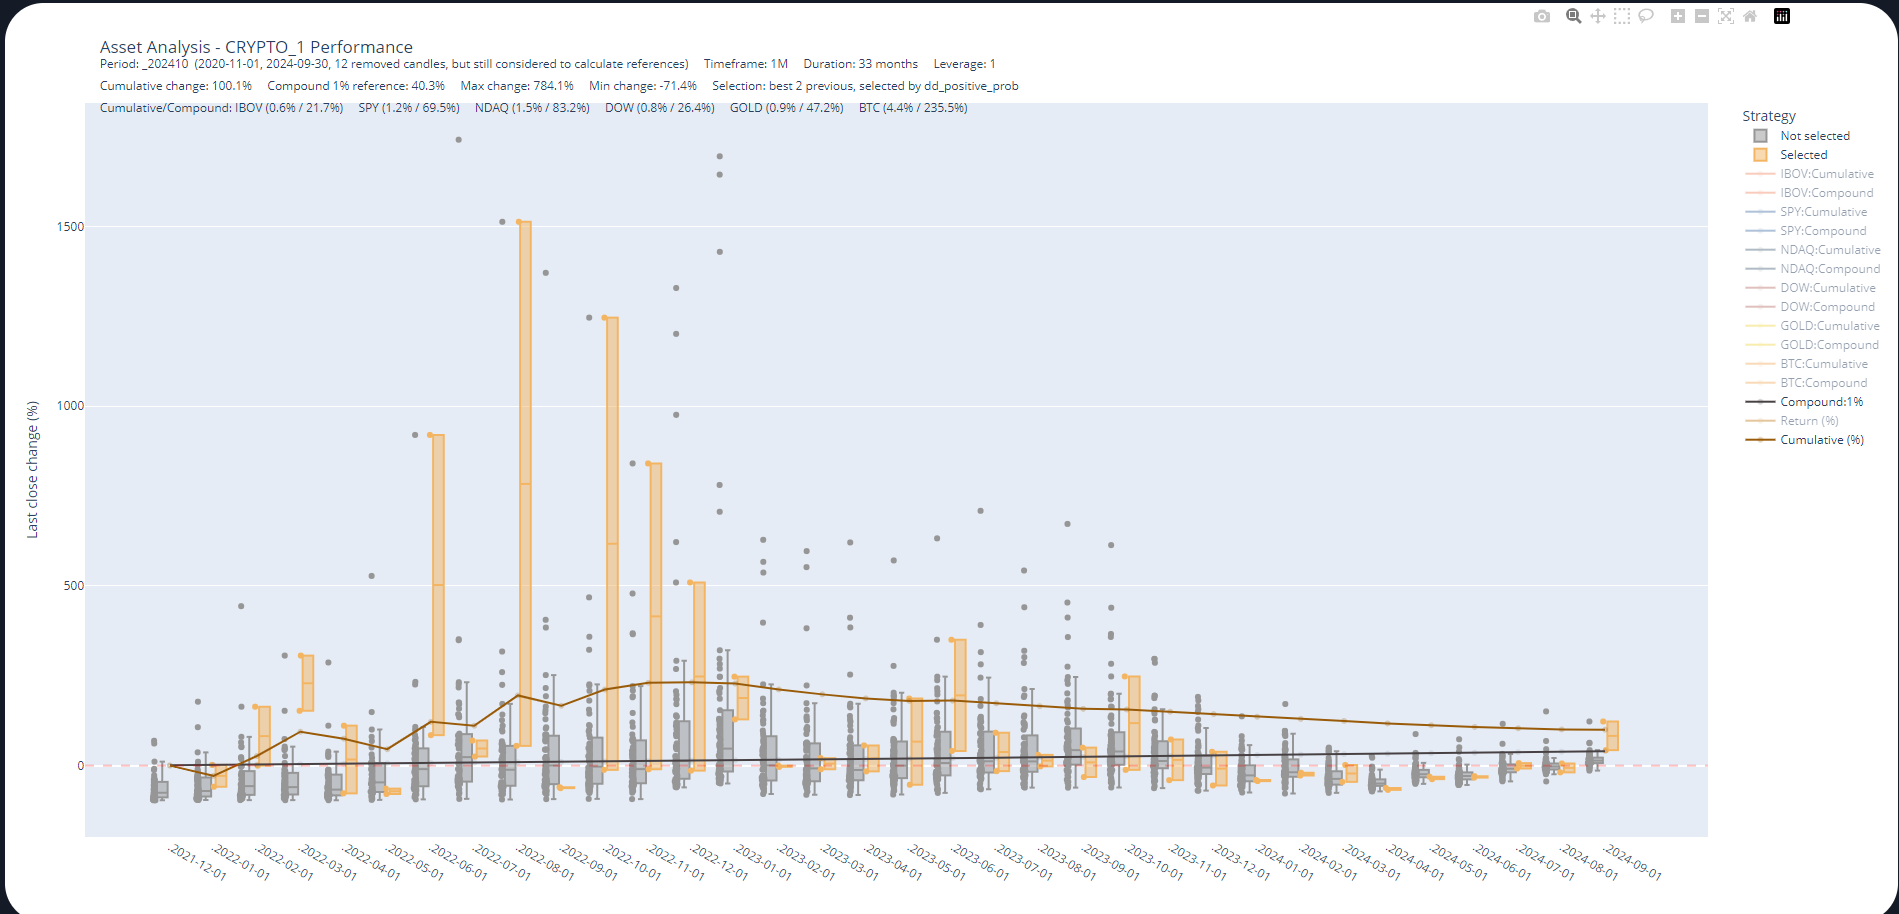 Asset Analysis - CRYPTO_1 Performance
Period: _202410 (2020-11-01, 2024-09-30, 12 removed candles, but still considered to calculate references) Timeframe: 1M Duration: 33 months Leverage: 1
Cumulative change: 100.1% Compound 1% reference: 40.3% Max change: 784.1% Min change: -71.4% Selection: best 2 previous, selected by dd_positive_prob
Cumulative/Compound: IBOV (0.6% / 21.7%) SPY (1.2% / 69.5%) NDAQ (1.5% / 83.2%) DOW (0.8% / 26.4%) GOLD (0.9% / 47.2%) BTC (4.4% / 235.5%)
Strategy
Not selected
Selected
IBOV:Cumulative
IBOV:Compound
SPY:Cumulative
SPY:Compound
NDAQ:Cumulative
NDAQ:Compound
DOW:Cumulative
DOW:Compound
GOLD:Cumulative
GOLD:Compound
BTC:Cumulative
BTC:Compound
Compound:1%
Return (%)
Cumulative (%)
Last close change (%)
1500
1000
500
0
.2021-12-01
.2022-01-01
.2022-02-01
.2022-03-01
.2022-04-01
.2022-05-01
.2022-06-01
.2022-07-01
.2022-08-01
.2022-09-01
.2022-10-01
.2022-11-01
.2022-12-01
.2023-01-01
.2023-02-01
.2023-03-01
.2023-04-01
.2023-05-01
.2023-06-01
.2023-07-01
.2023-08-01
.2023-09-01
.2023-10-01
.2023-11-01
.2023-12-01
.2024-01-01
.2024-02-01
.2024-03-01
.2024-04-01
.2024-05-01
.2024-06-01
.2024-07-01
.2024-08-01
.2024-09-01